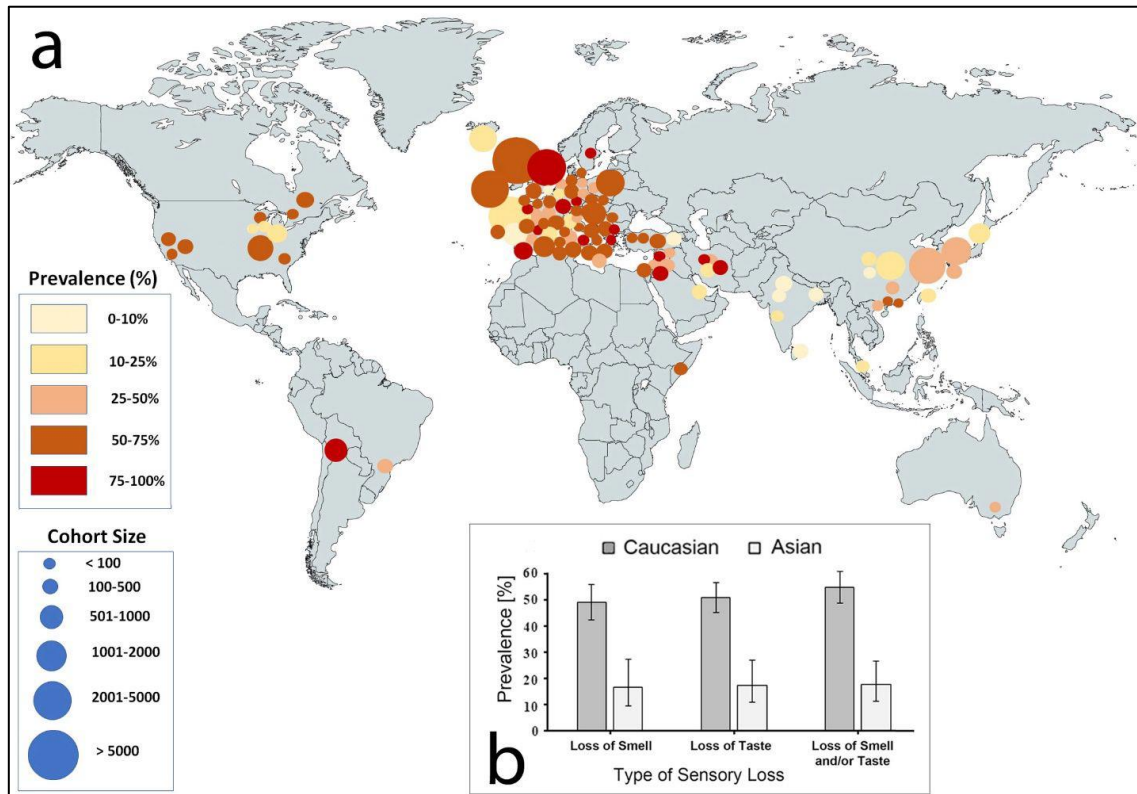 a
Prevalence (%)
0-10%
10-25%
25-50%
50-75%
75-100%
Cohort Size
< 100
100-500
501-1000
1001-2000
2001-5000
> 5000
Caucasian Asian
Prevalence [%]
60
50
40
30
20
10
0
Loss of Smell Loss of Taste Loss of Smell
and/or Taste
Type of Sensory Loss
b